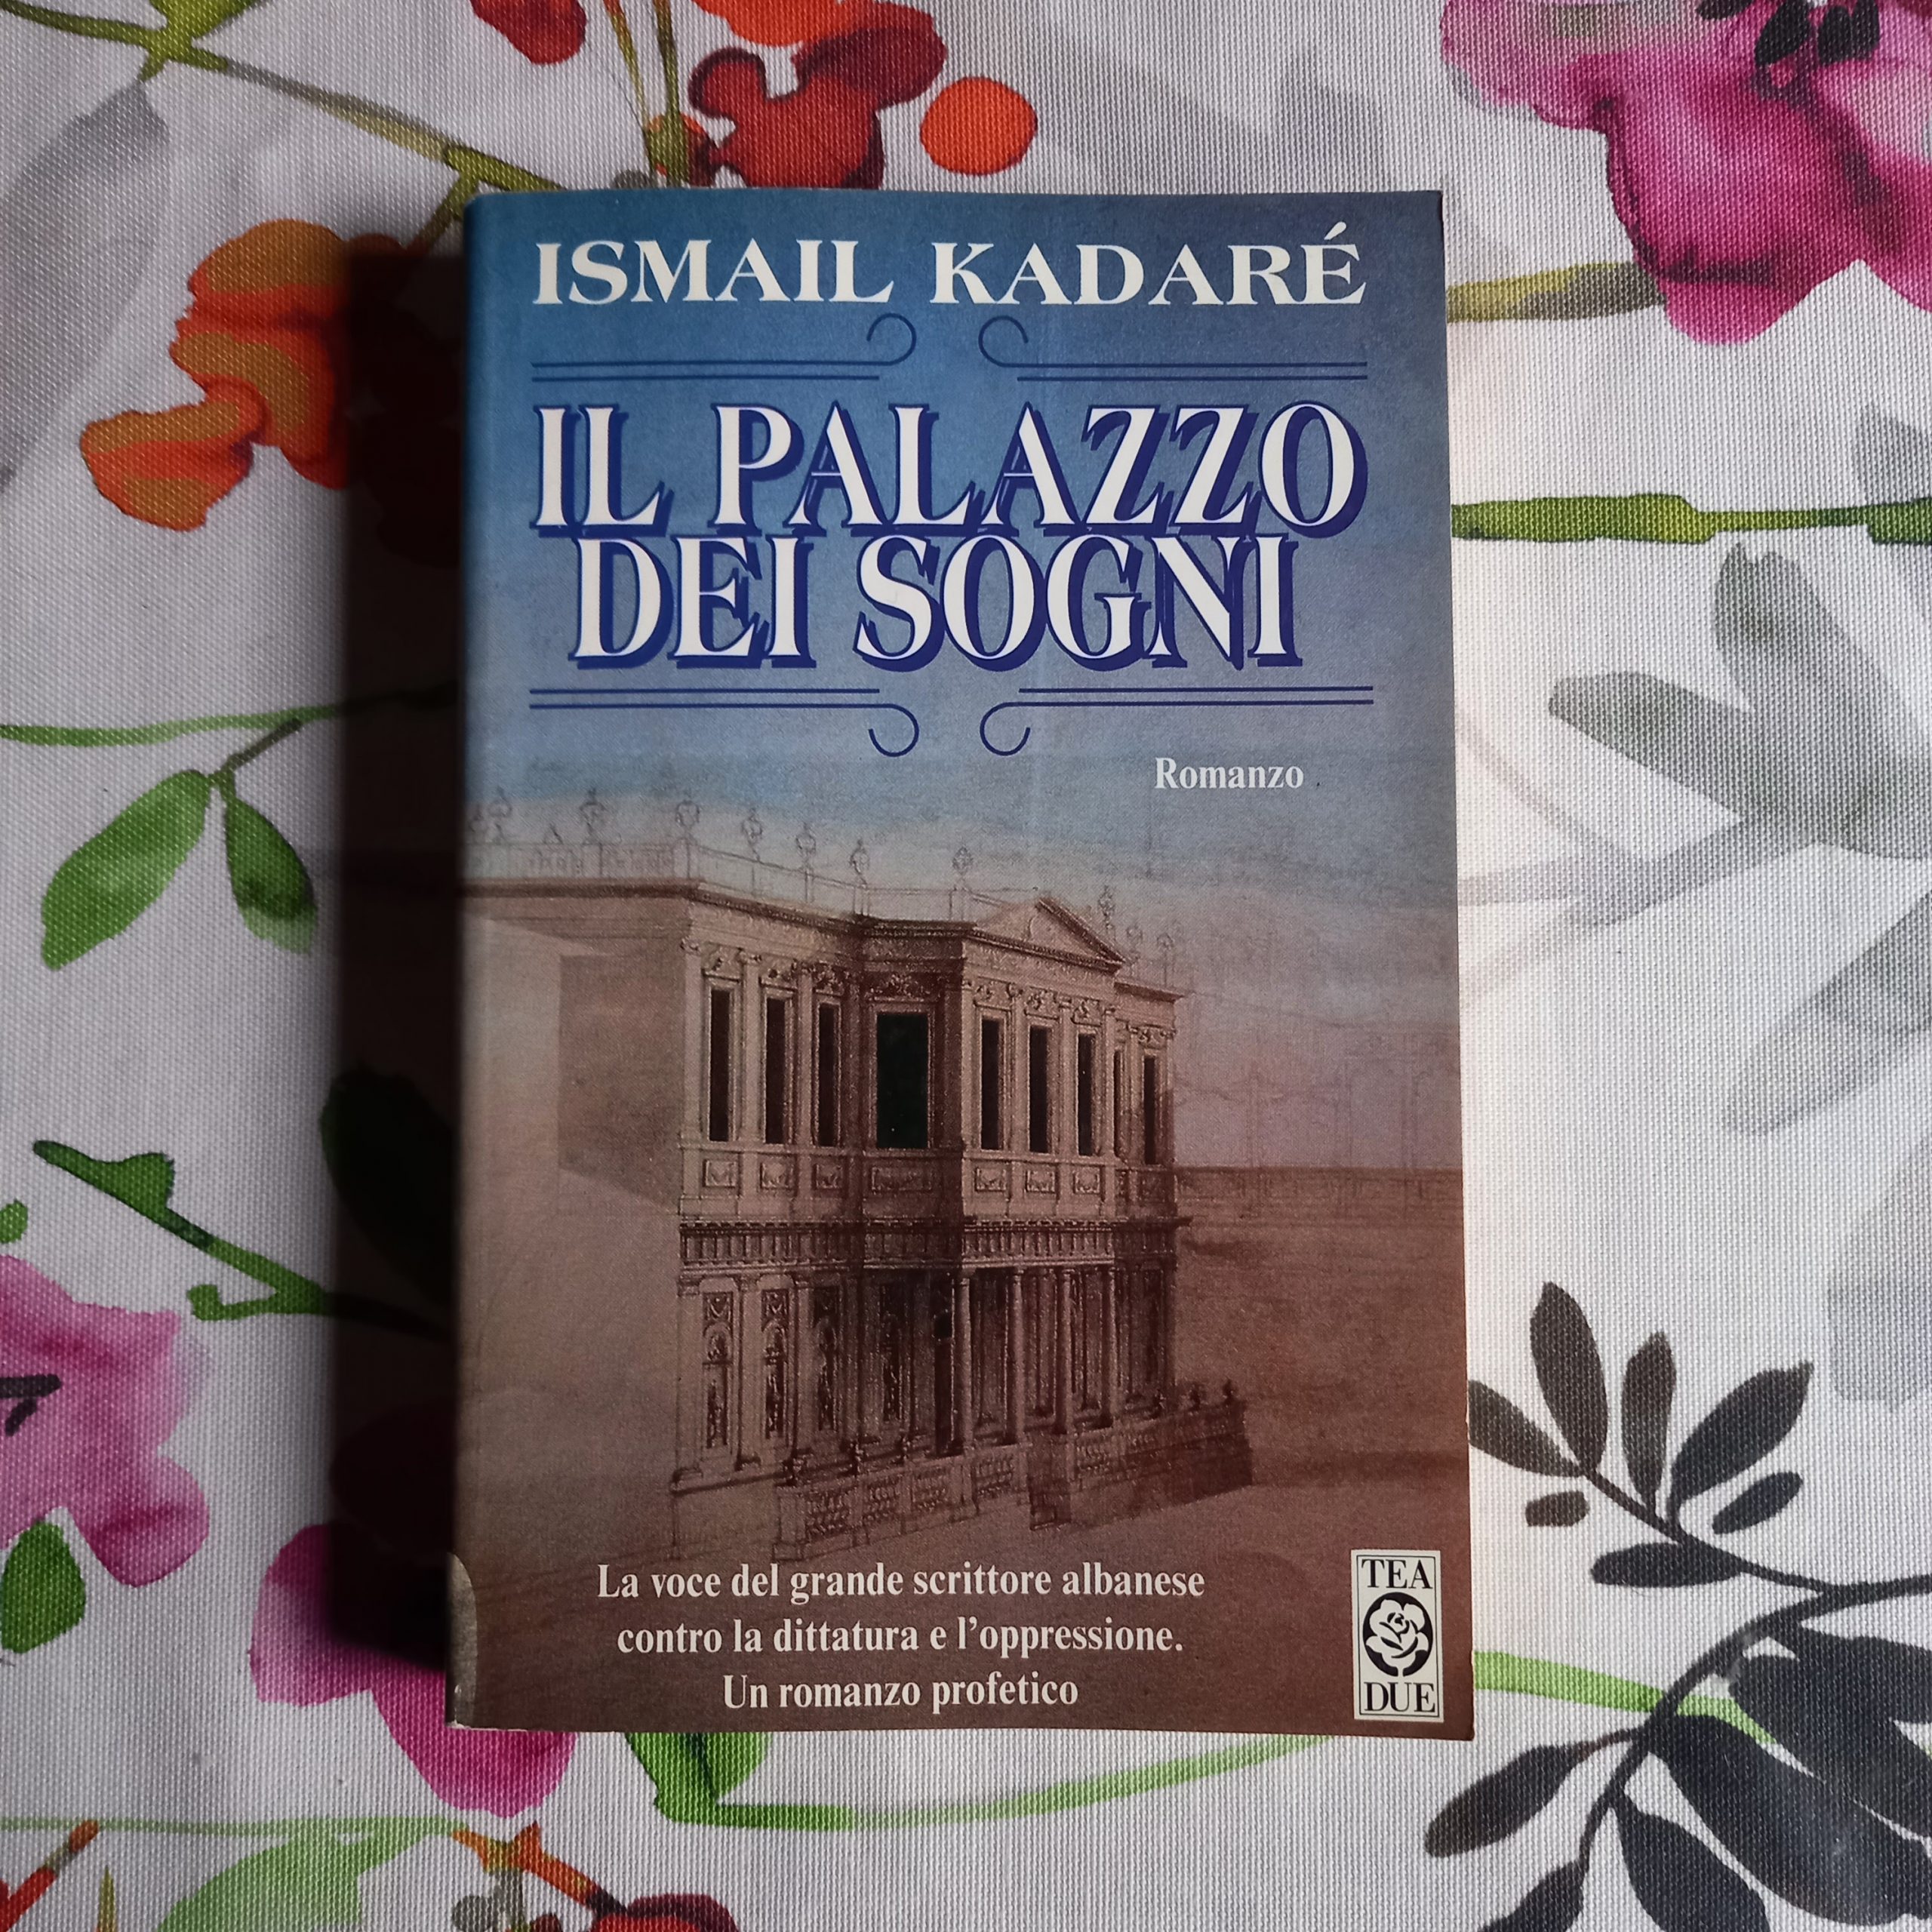 ISMAIL KADARÉ
IL PALAZZO
DEI SOGNI
Romanzo
La voce del grande scrittore albanese
contro la dittatura e l'oppressione.
Un romanzo profetico
TEA
DUE